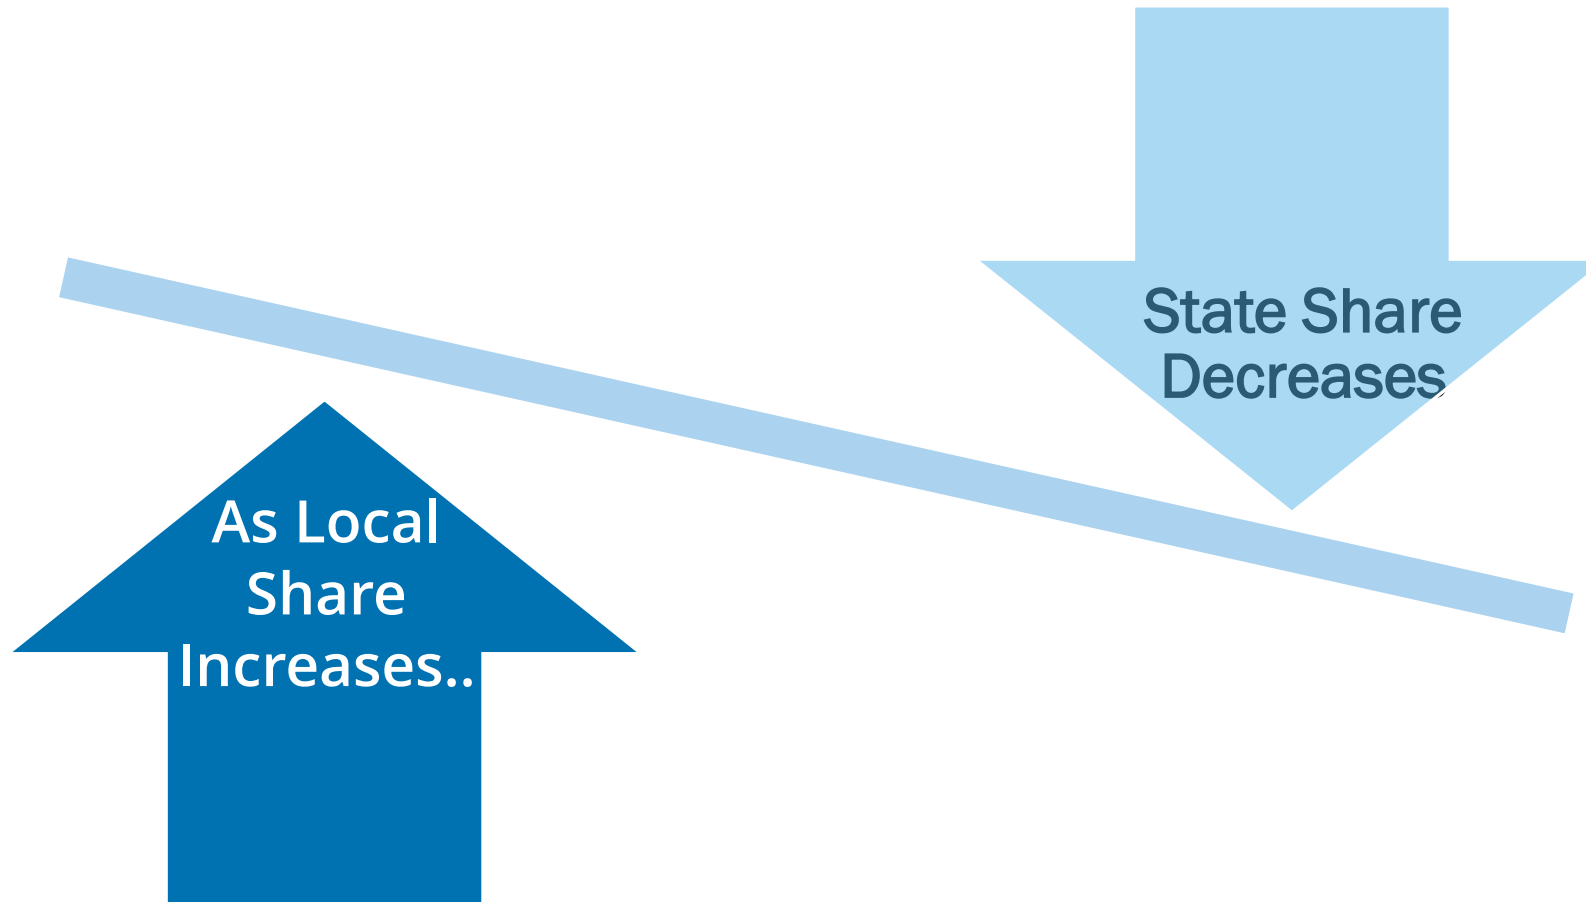 As Local
Share
Increases..
State Share
Decreases